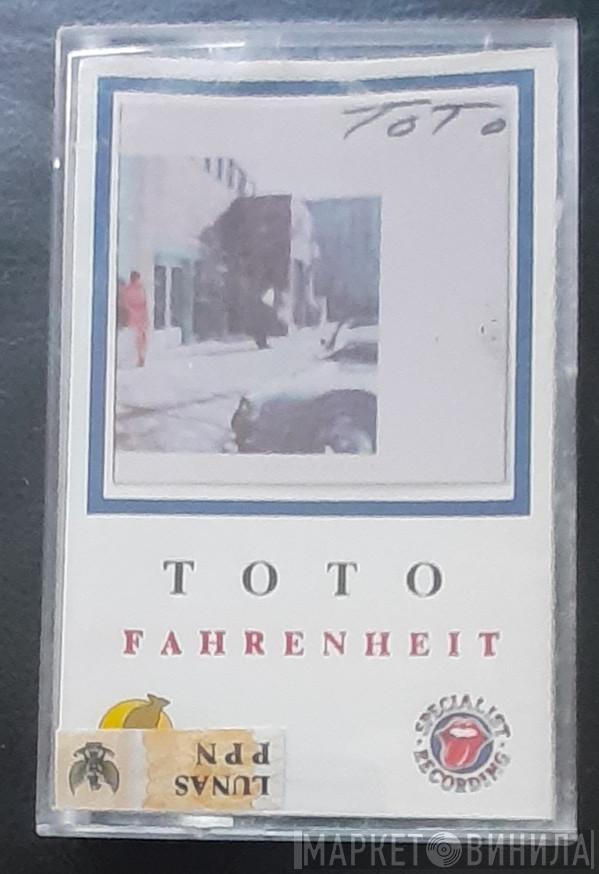 TOTO
TOTO
FAHRENHEIT
SPECIALIST
RECORDING
LUNAS
PPN
МАРКЕТ ВИНИЛА